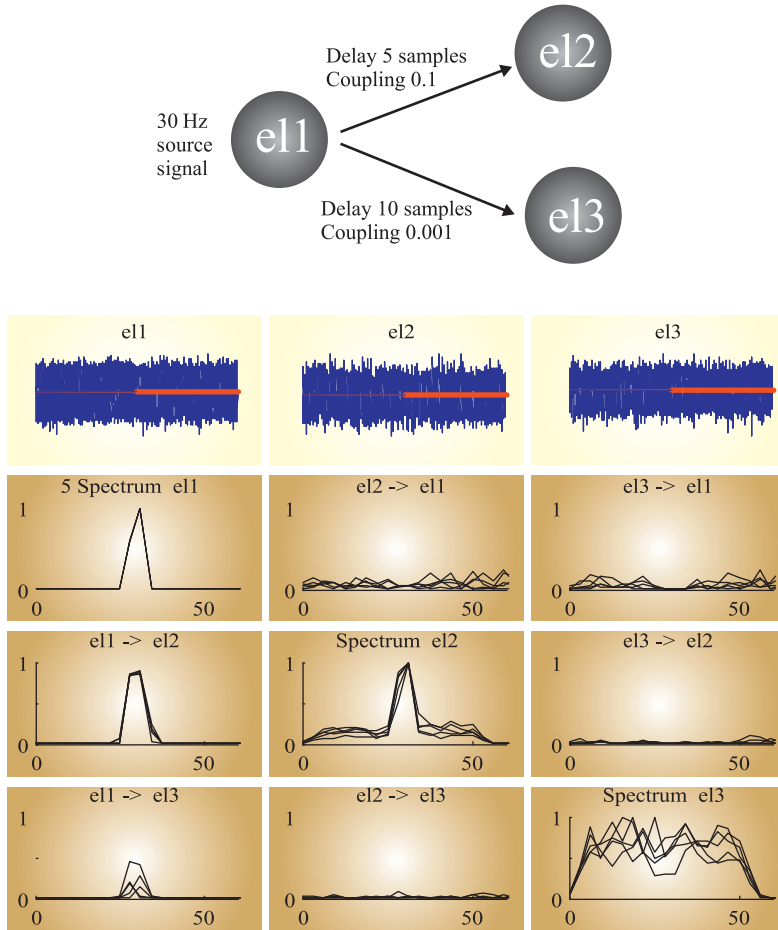 el2
Delay 5 samples
Coupling 0.1
el1
30 Hz
source
signal
Delay 10 samples
Coupling 0.001
el3
el1
el2
el3
5 Spectrum el1
1
0
0
50
el2 -> el1
1
0
0
50
el3 -> el1
1
0
0
50
el1 -> el2
1
0
0
50
Spectrum el2
1
0
0
50
el3 -> el2
1
0
0
50
el1 -> el3
1
0
0
50
el2 -> el3
1
0
0
50
Spectrum el3
1
0
0
50